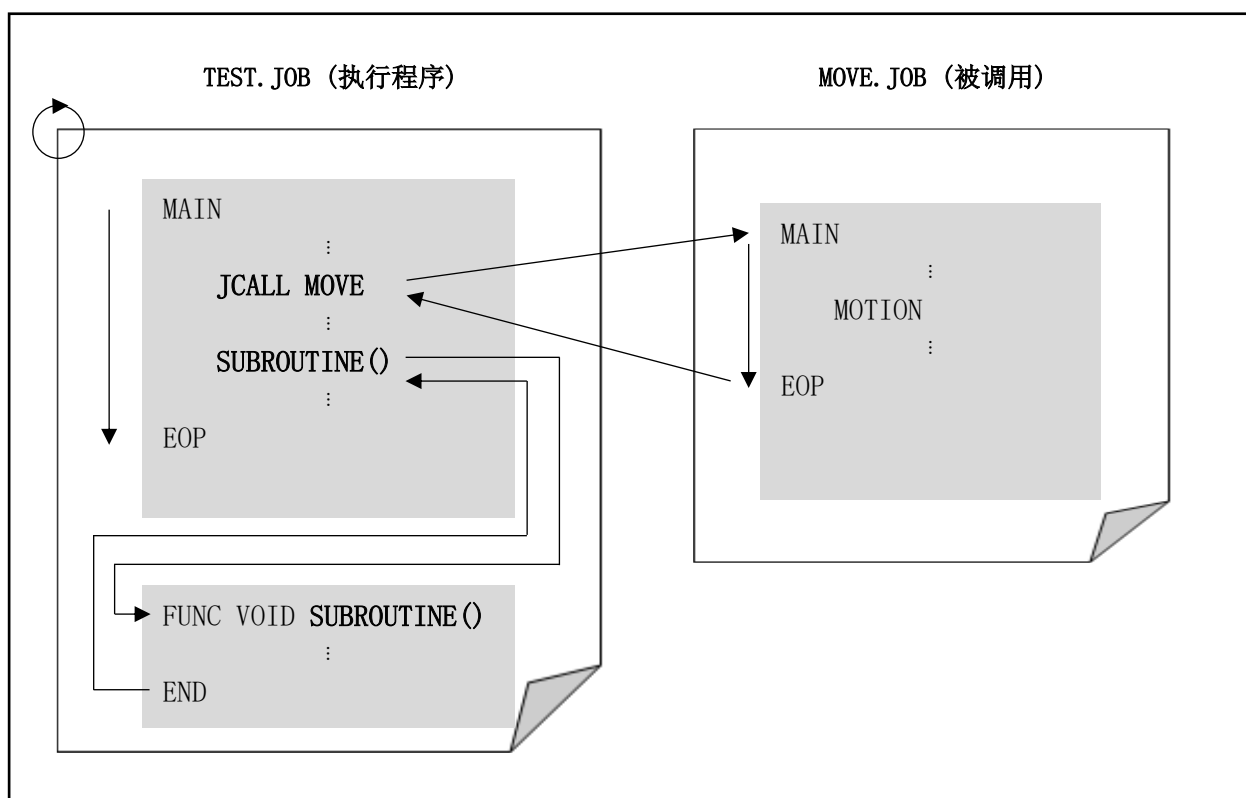 TEST.JOB (执行程序)
MAIN
⋮
JCALL MOVE
⋮
SUBROUTINE()
⋮
EOP
FUNC VOID SUBROUTINE()
⋮
END
MOVE.JOB (被调用)
MAIN
⋮
MOTION
⋮
EOP